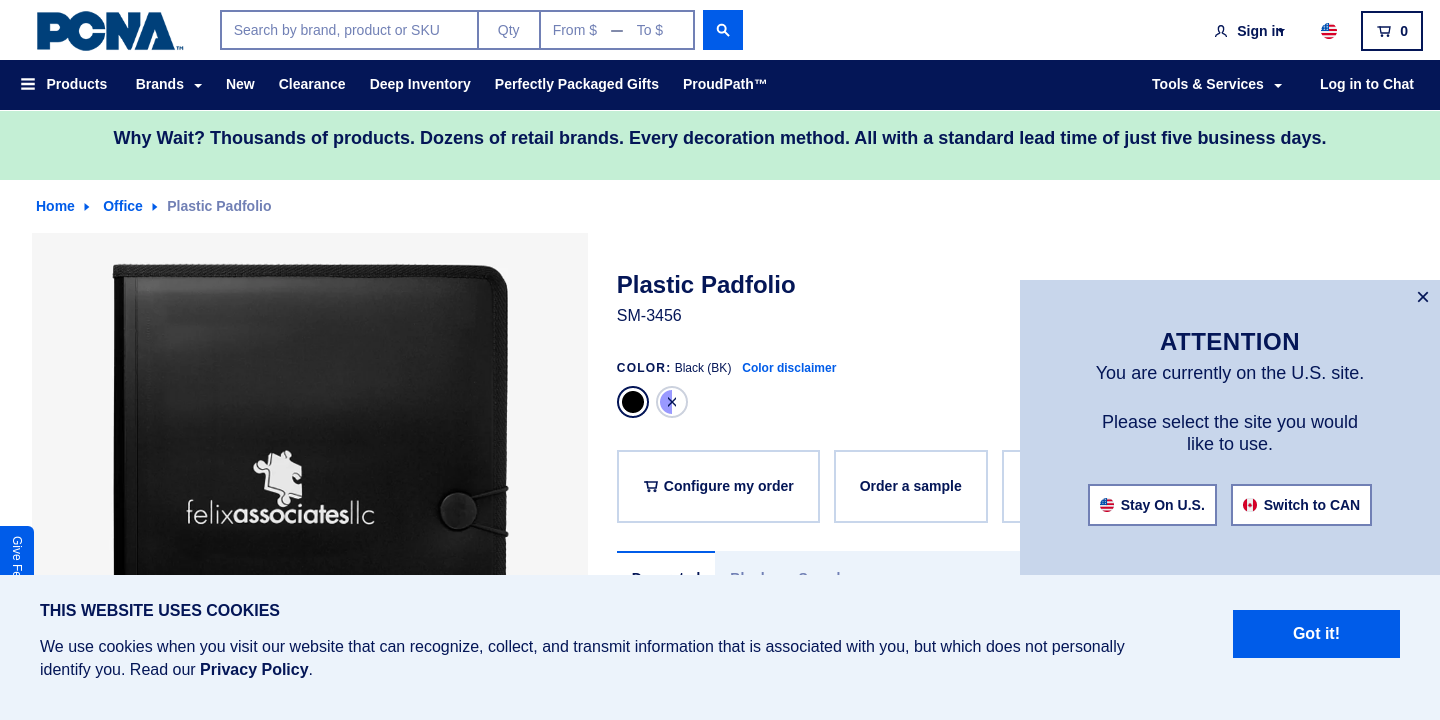 PCNA™
Search by brand, product or SKU
Qty
From $ — To $
Sign in
0
Products
Brands
New
Clearance
Deep Inventory
Perfectly Packaged Gifts
ProudPath™
Tools & Services
Log in to Chat
Why Wait? Thousands of products. Dozens of retail brands. Every decoration method. All with a standard lead time of just five business days.
Home
Office
Plastic Padfolio
felixassociatesllc
Plastic Padfolio
SM-3456
COLOR: Black (BK) Color disclaimer
Configure my order
Order a sample
×
ATTENTION
You are currently on the U.S. site.
Please select the site you would
like to use.
Stay On U.S.
Switch to CAN
Give
THIS WEBSITE USES COOKIES
We use cookies when you visit our website that can recognize, collect, and transmit information that is associated with you, but which does not personally
identify you. Read our Privacy Policy.
Got it!